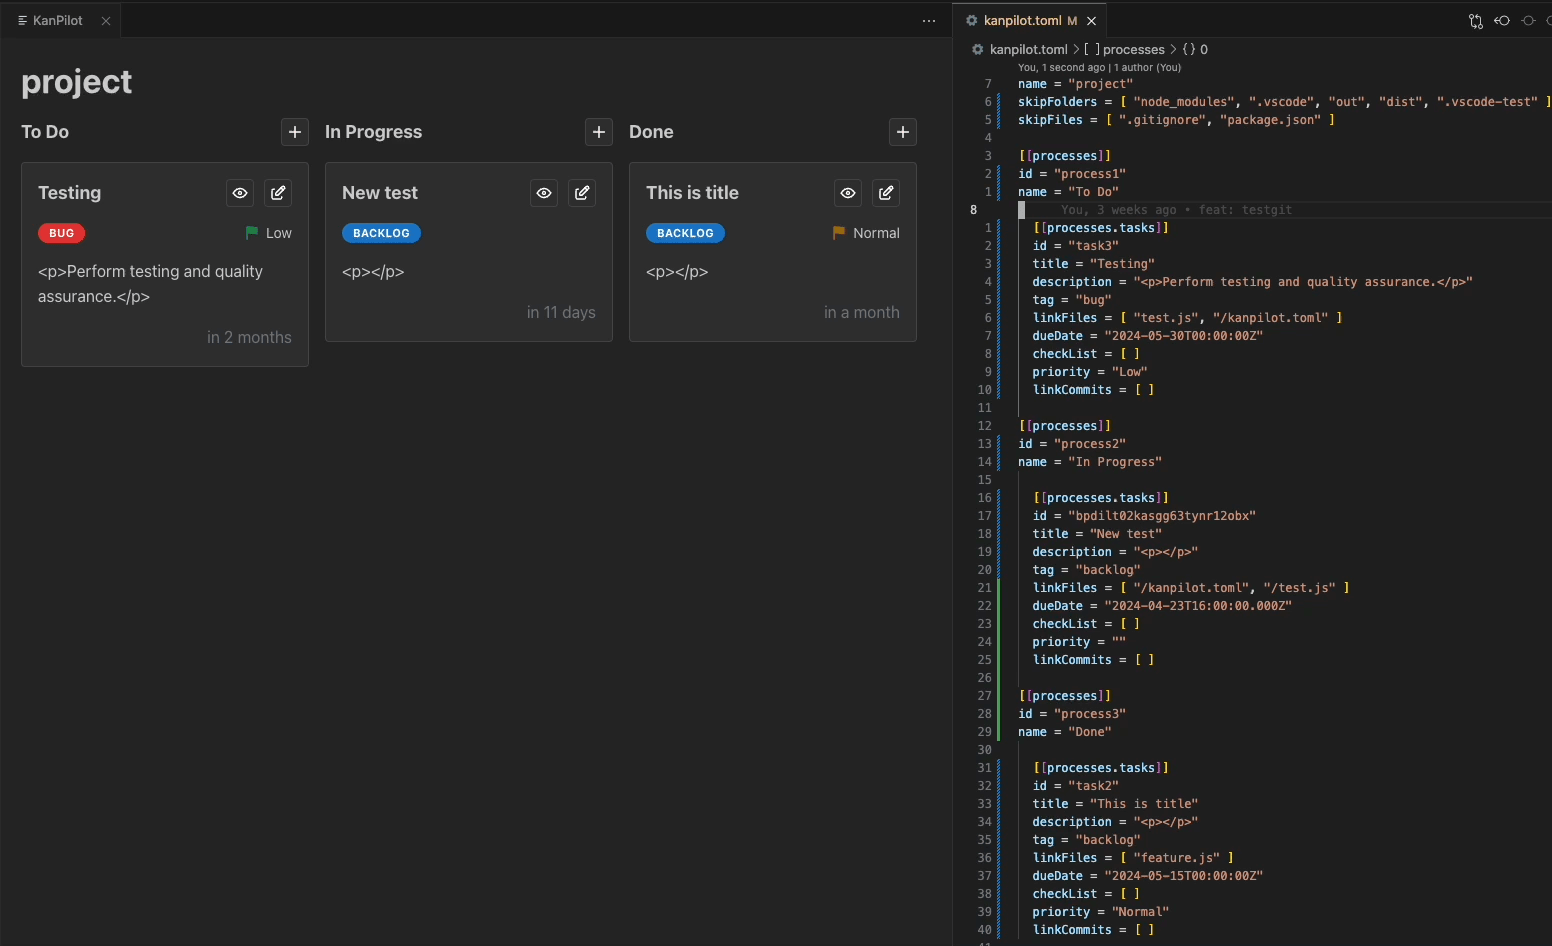 KanPilot
project
To Do
In Progress
Done
Testing
BUG
Low
<p>Perform testing and quality
assurance.</p>
in 2 months
New test
BACKLOG
<p></p>
in 11 days
This is title
BACKLOG
Normal
<p></p>
in a month
kanpilot.toml M
kanpilot.toml > [ ] processes > {} 0
You, 1 second ago | 1 author (You)
7 name = "project"
6 skipFolders = [ "node_modules", ".vscode", "out", "dist", ".vscode-test" ]
5 skipFiles = [ ".gitignore", "package.json" ]
4
3 [[processes]]
2 id = "process1"
1 name = "To Do"
8 You, 3 weeks ago • feat: testgit
1 [[processes.tasks]]
2 id = "task3"
3 title = "Testing"
4 description = "<p>Perform testing and quality assurance.</p>"
5 tag = "bug"
6 linkFiles = [ "test.js", "/kanpilot.toml" ]
7 dueDate = "2024-05-30T00:00:00Z"
8 checkList = [ ]
9 priority = "Low"
10 linkCommits = [ ]
11
12 [[processes]]
13 id = "process2"
14 name = "In Progress"
15
16 [[processes.tasks]]
17 id = "bpdilt02kasgg63tynr12obx"
18 title = "New test"
19 description = "<p></p>"
20 tag = "backlog"
21 linkFiles = [ "/kanpilot.toml", "/test.js" ]
22 dueDate = "2024-04-23T16:00:00.000Z"
23 checkList = [ ]
24 priority = ""
25 linkCommits = [ ]
26
27 [[processes]]
28 id = "process3"
29 name = "Done"
30
31 [[processes.tasks]]
32 id = "task2"
33 title = "This is title"
34 description = "<p></p>"
35 tag = "backlog"
36 linkFiles = [ "feature.js" ]
37 dueDate = "2024-05-15T00:00:00Z"
38 checkList = [ ]
39 priority = "Normal"
40 linkCommits = [ ]